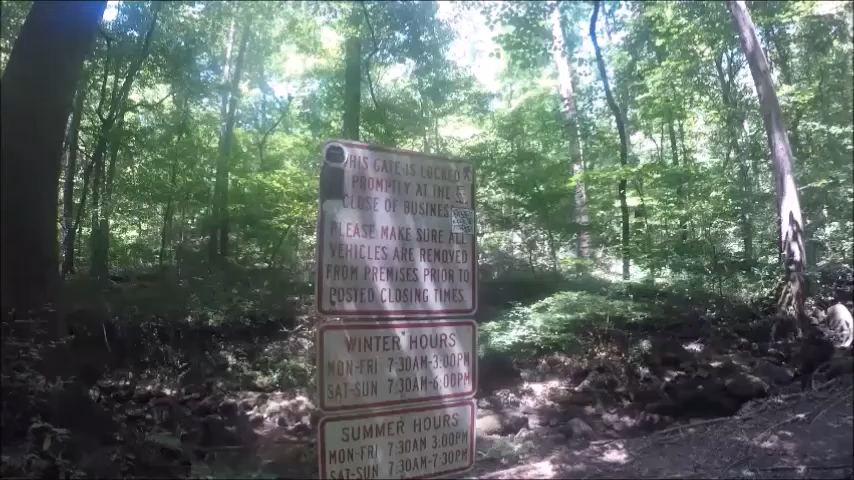 THIS GATE IS LOCKED
PROMPTLY AT THE
CLOSE OF BUSINESS
PLEASE MAKE SURE ALL
VEHICLES ARE REMOVED
FROM PREMISES PRIOR TO
POSTED CLOSING TIMES
WINTER HOURS
MON-FRI 7:30AM-3:00PM
SAT-SUN 7:30AM-6:00PM
SUMMER HOURS
MON-FRI 7:30AM-3:00PM
SAT-SUN 7:30AM-7:30PM